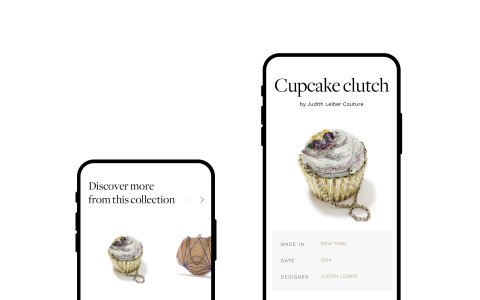 Cupcake clutch
by Judith Leiber Couture
MADE IN NEW YORK
DATE 2014
DESIGNER JUDITH LEIBER
Discover more
from this collection